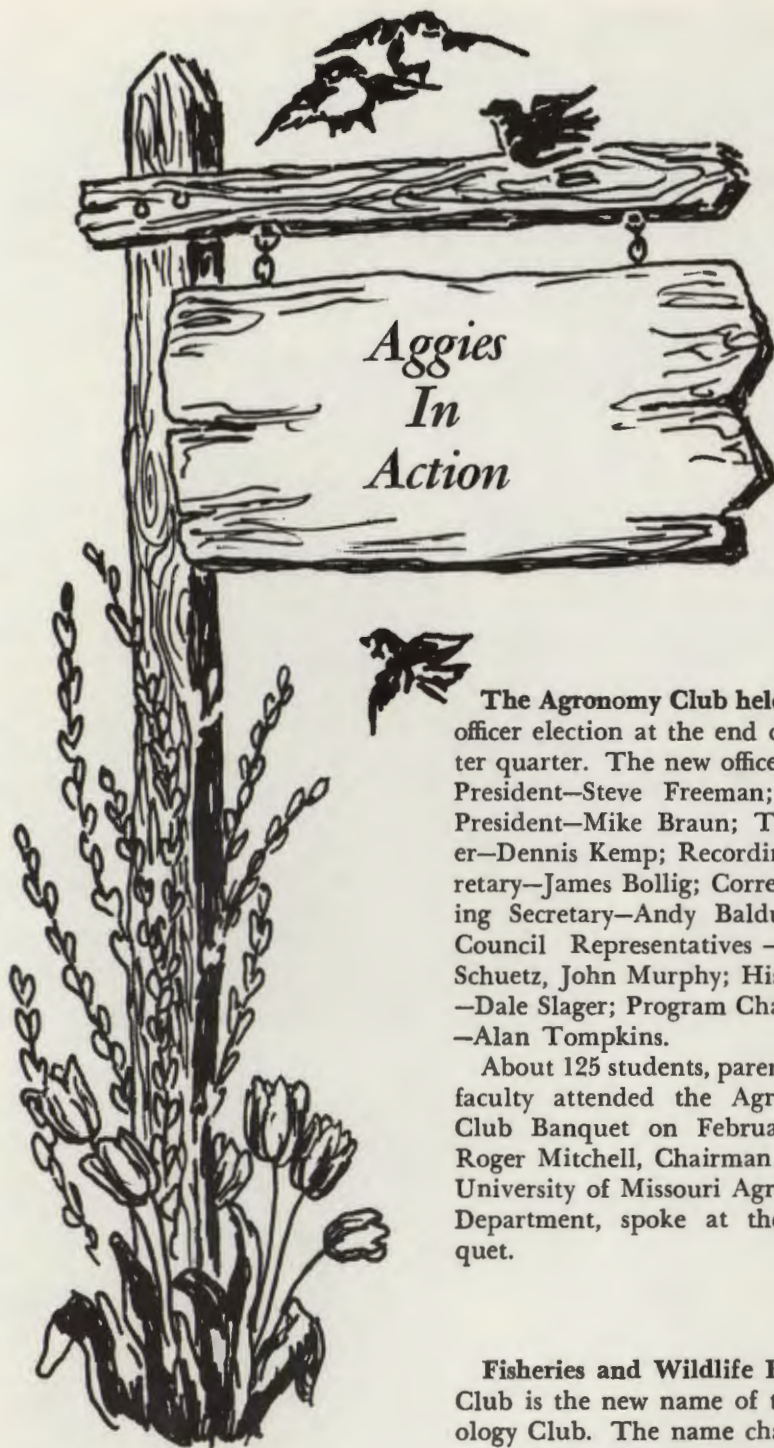 Aggies
In
Action
The Agronomy Club held
officer election at the end
ter quarter. The new office
President—Steve Freeman;
President—Mike Braun; T
er—Dennis Kemp; Recordin
retary—James Bollig; Corre
ing Secretary—Andy Baldu
Council Representatives —
Schuetz, John Murphy; His
—Dale Slager; Program Cha
—Alan Tompkins.
About 125 students, paren
faculty attended the Agr
Club Banquet on Februa
Roger Mitchell, Chairman
University of Missouri Agr
Department, spoke at the
quet.
Fisheries and Wildlife
Club is the new name of t
ology Club. The name cha